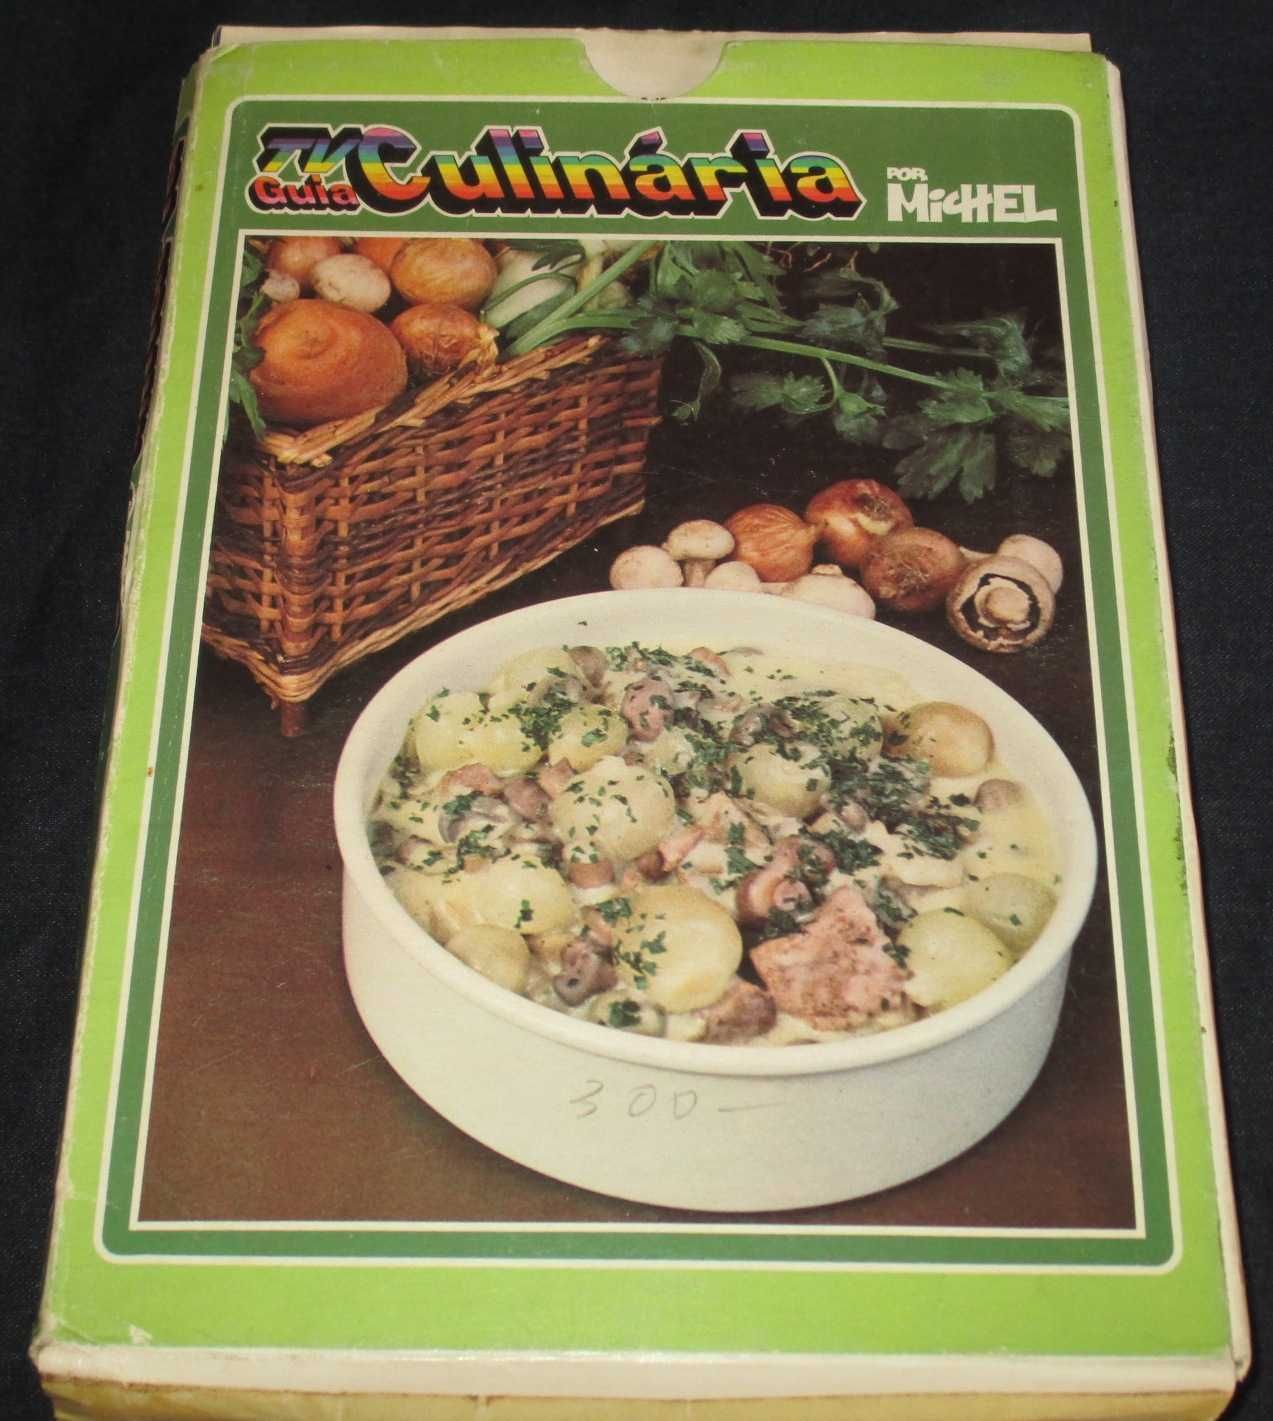 TV Guia Culinária
POR MICHEL
300-